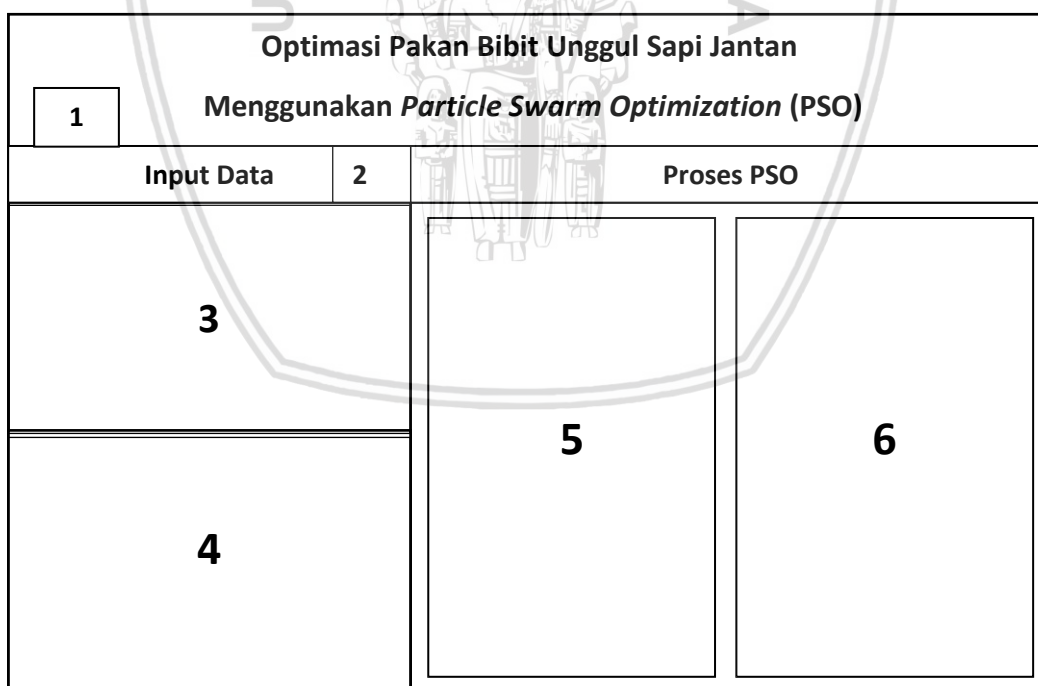 Optimasi Pakan Bibit Unggul Sapi Jantan
Menggunakan Particle Swarm Optimization (PSO)
1
Input Data
2
Proses PSO
3
4
5
6
U
A